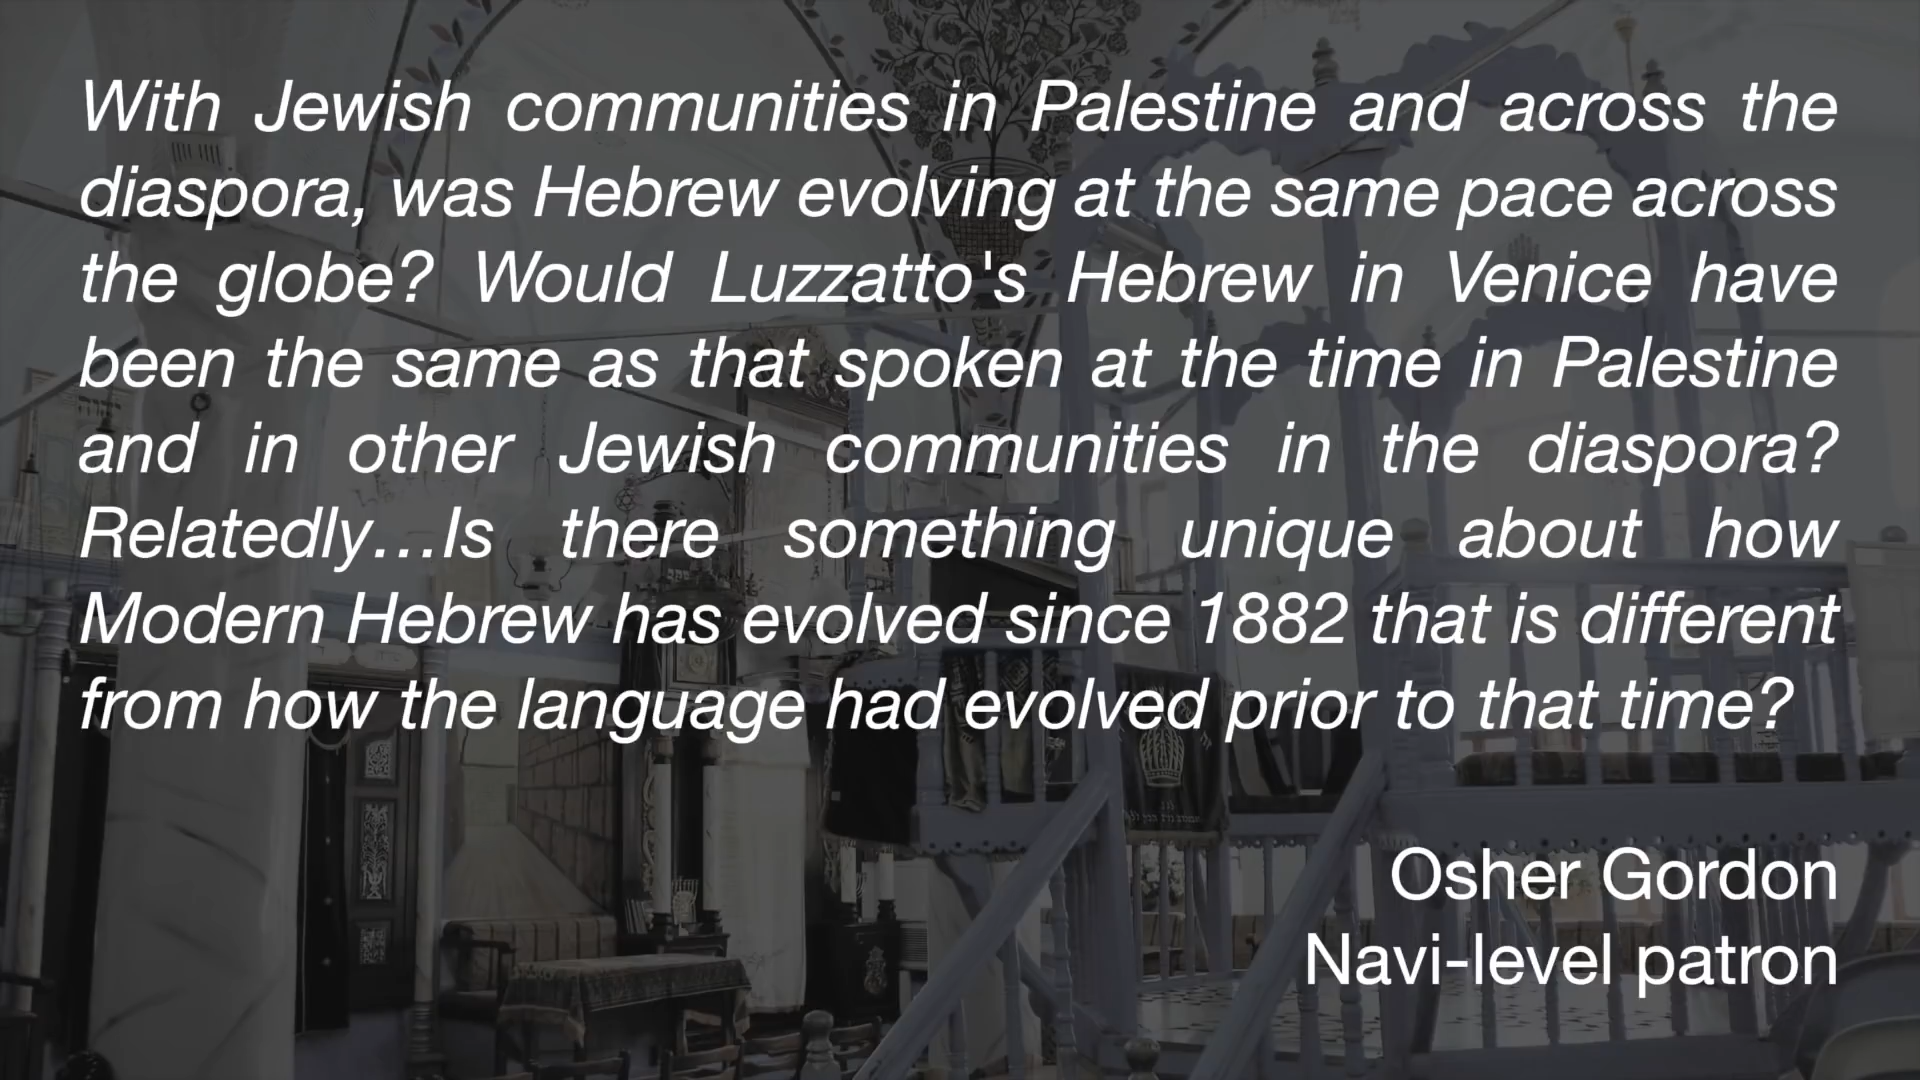 With Jewish communities in Palestine and across the
diaspora, was Hebrew evolving at the same pace across
the globe? Would Luzzatto's Hebrew in Venice have
been the same as that spoken at the time in Palestine
and in other Jewish communities in the diaspora?
Relatedly…Is there something unique about how
Modern Hebrew has evolved since 1882 that is different
from how the language had evolved prior to that time?
Osher Gordon
Navi-level patron